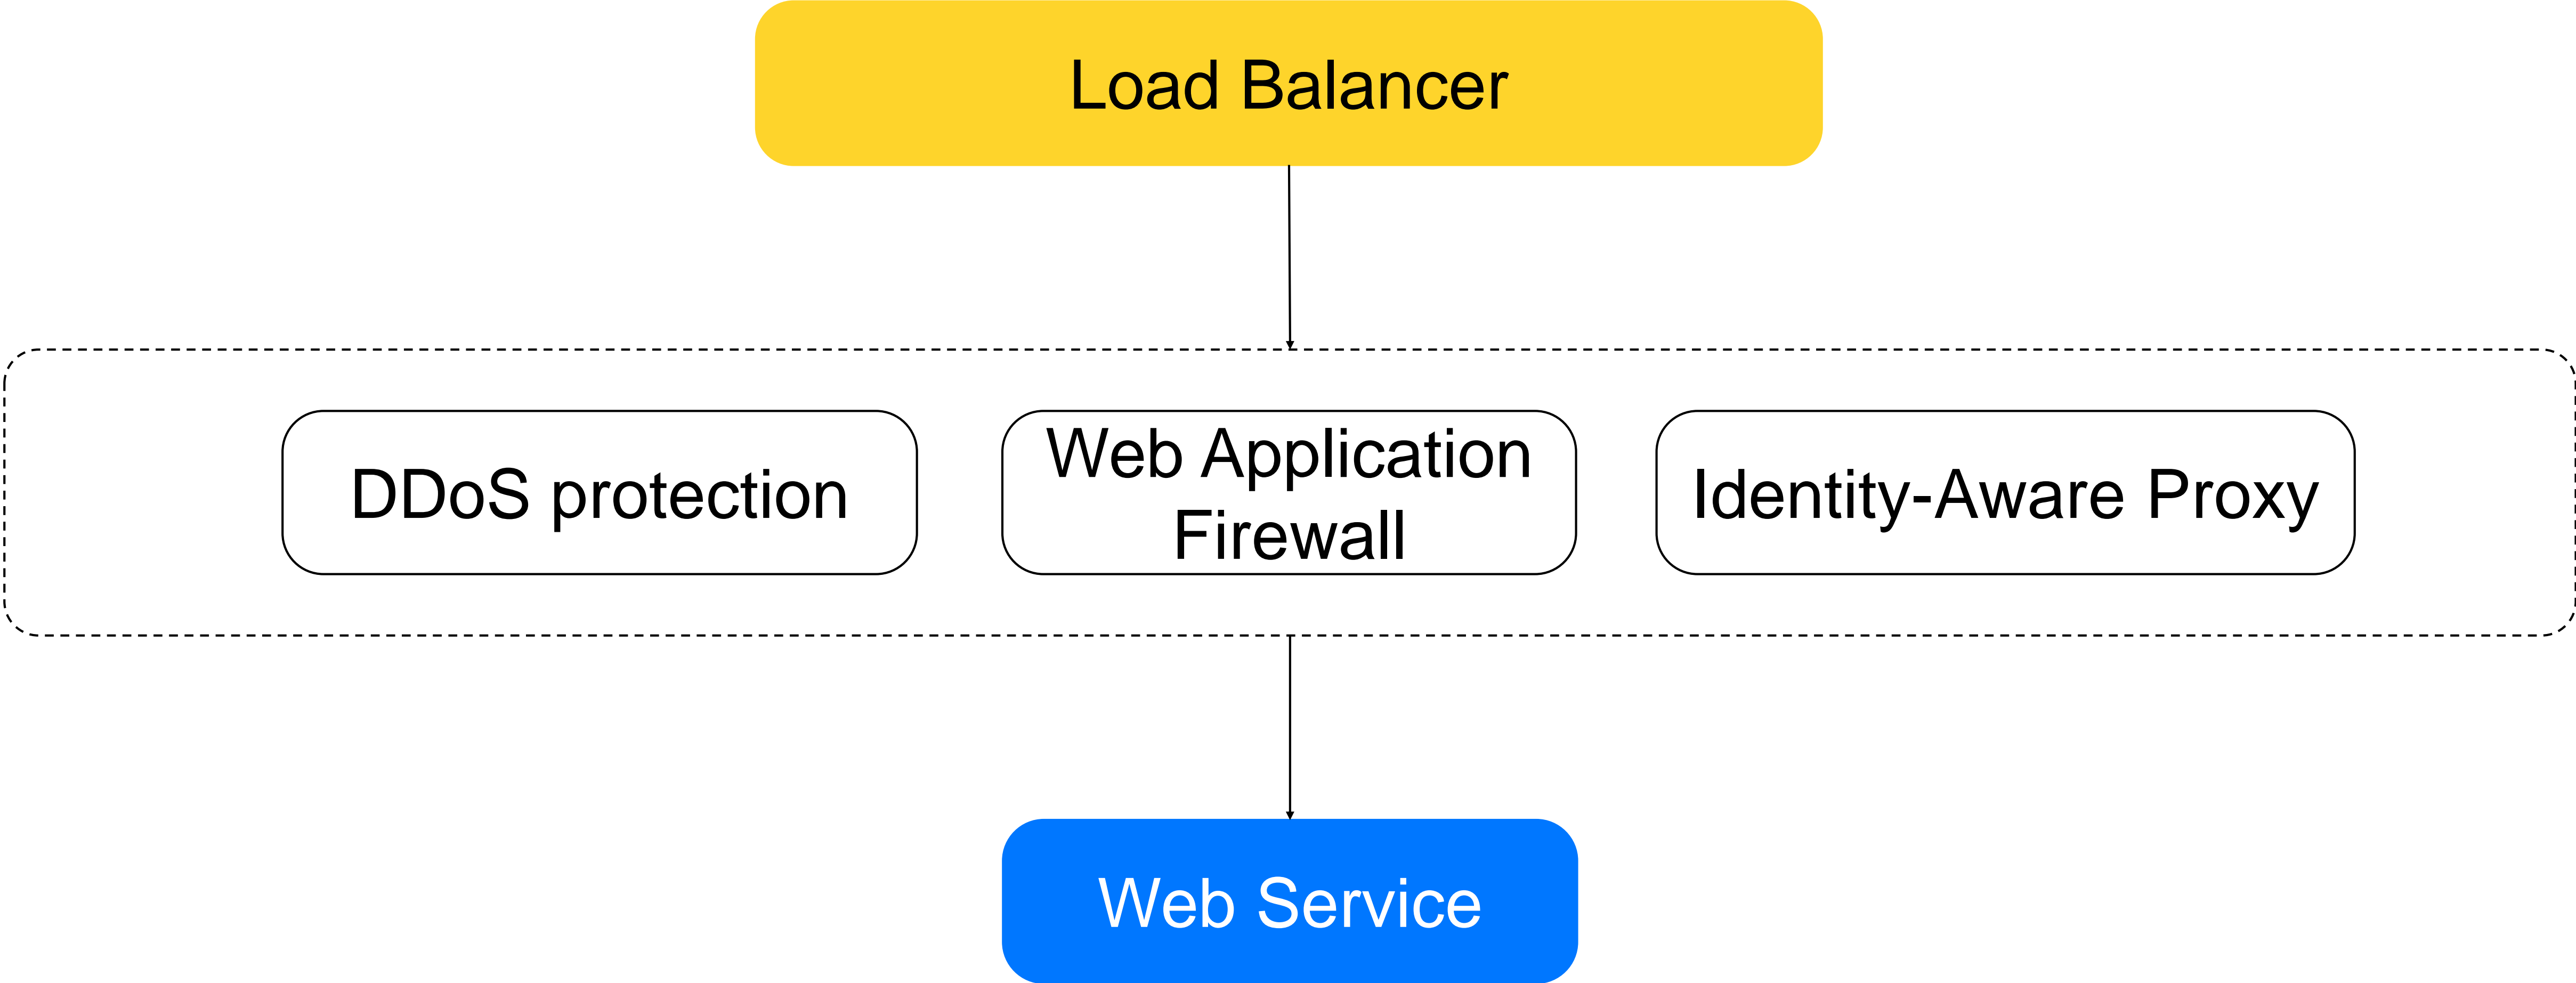 Load Balancer
DDoS protection
Web Application
Firewall
Identity-Aware Proxy
Web Service